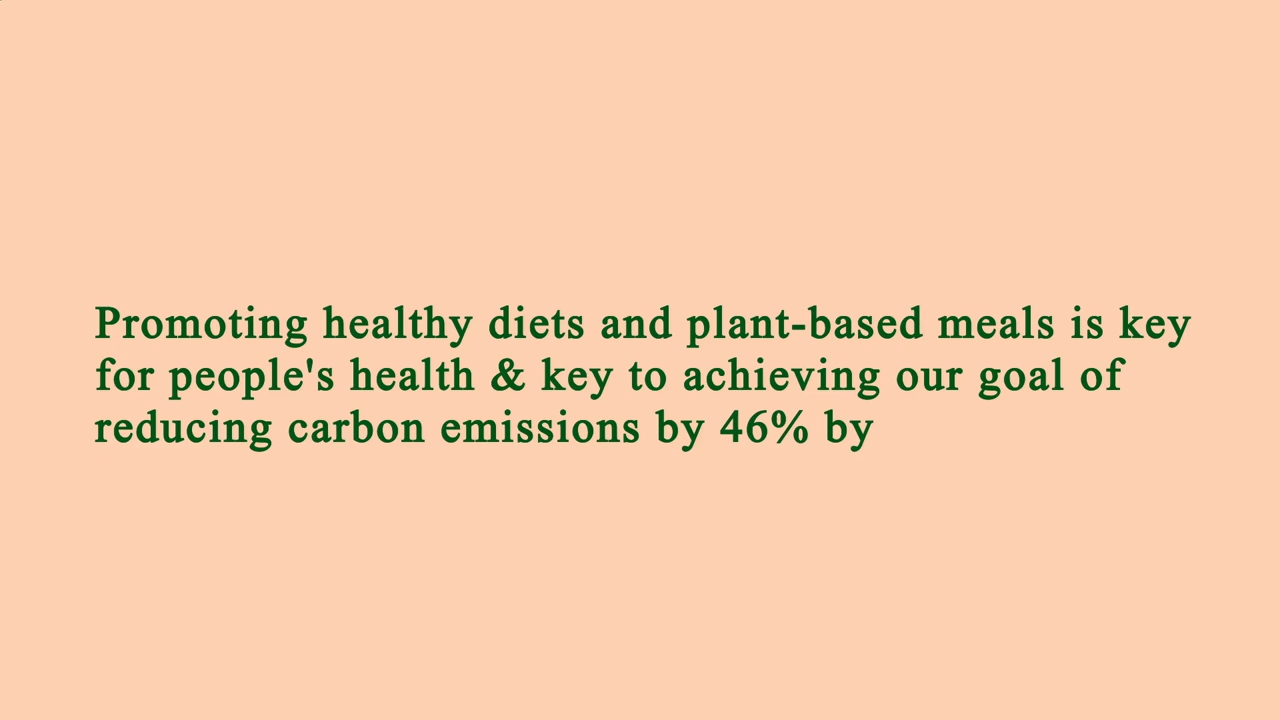 Promoting healthy diets and plant-based meals is key
for people's health & key to achieving our goal of
reducing carbon emissions by 46% by